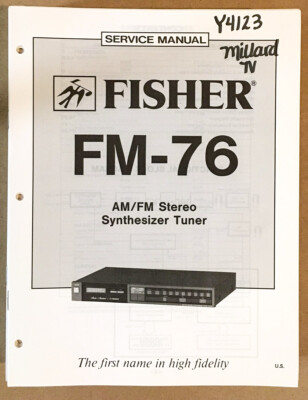 Y4123
Millard
TV
SERVICE MANUAL
FISHER®
FM-76
AM/FM Stereo
Synthesizer Tuner
The first name in high fidelity
U.S.